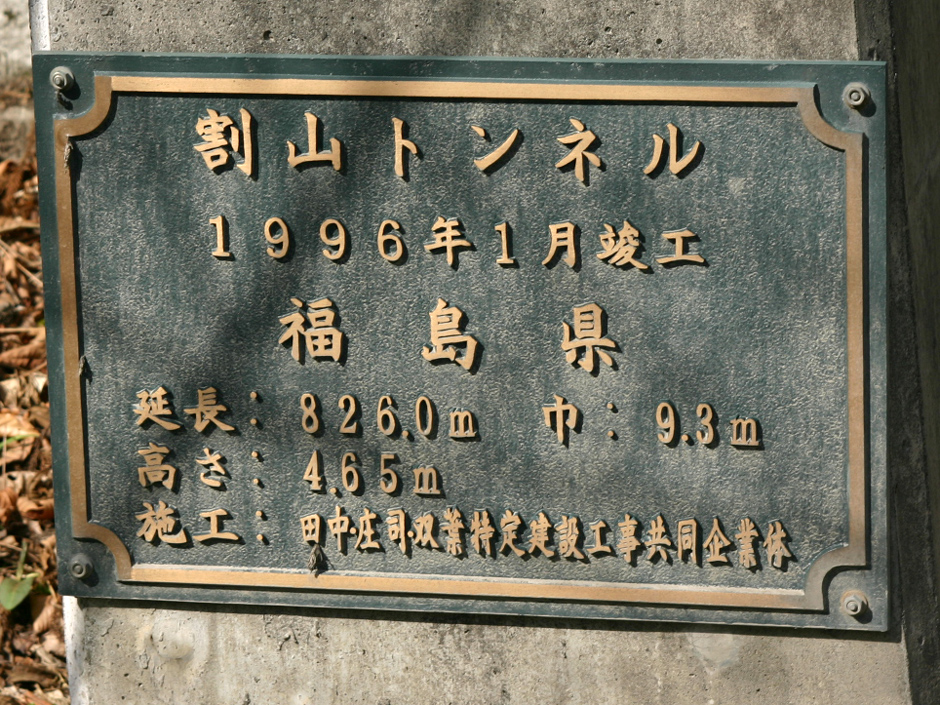 割山トンネル
1996年1月竣工
福島県
延長：826.0m 巾：9.3m
高さ：4.65m
施工：田中・庄司・双葉特定建設工事共同企業体